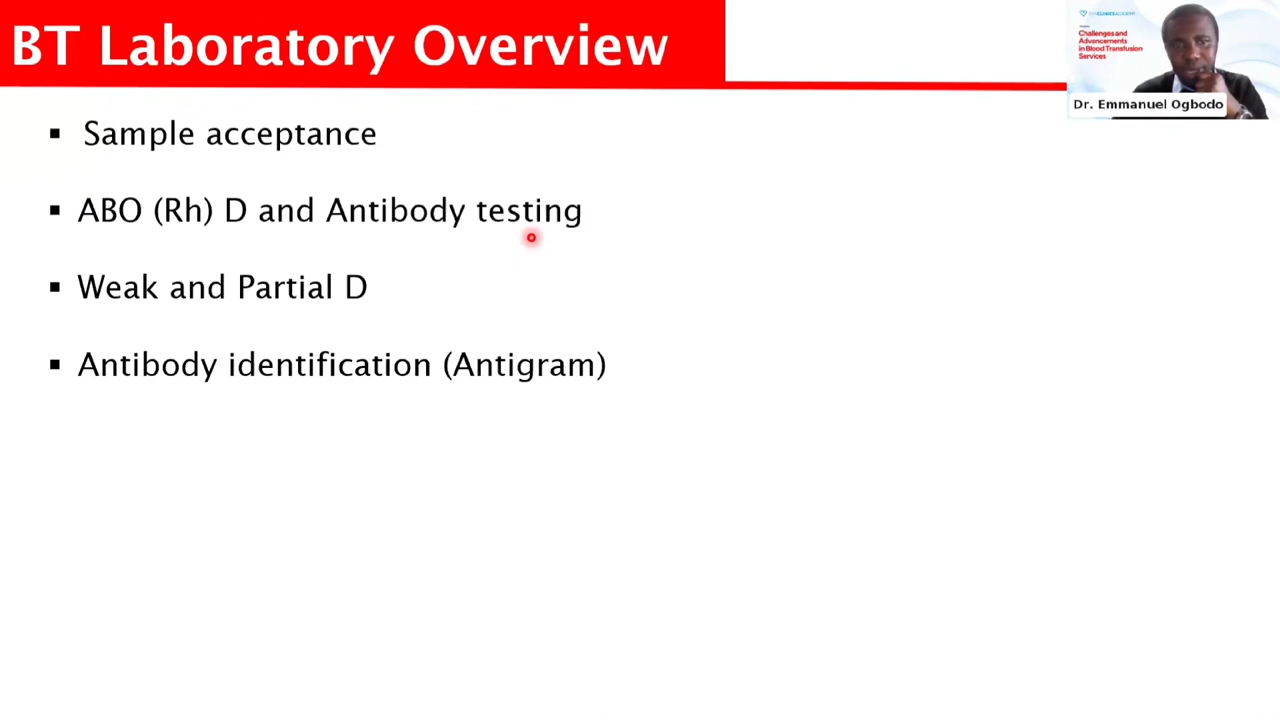 BT Laboratory Overview
Challenges and
Advancements
in Blood Transfusion
Services
Dr. Emmanuel Ogbodo
▪ Sample acceptance
▪ ABO (Rh) D and Antibody testing
▪ Weak and Partial D
▪ Antibody identification (Antigram)